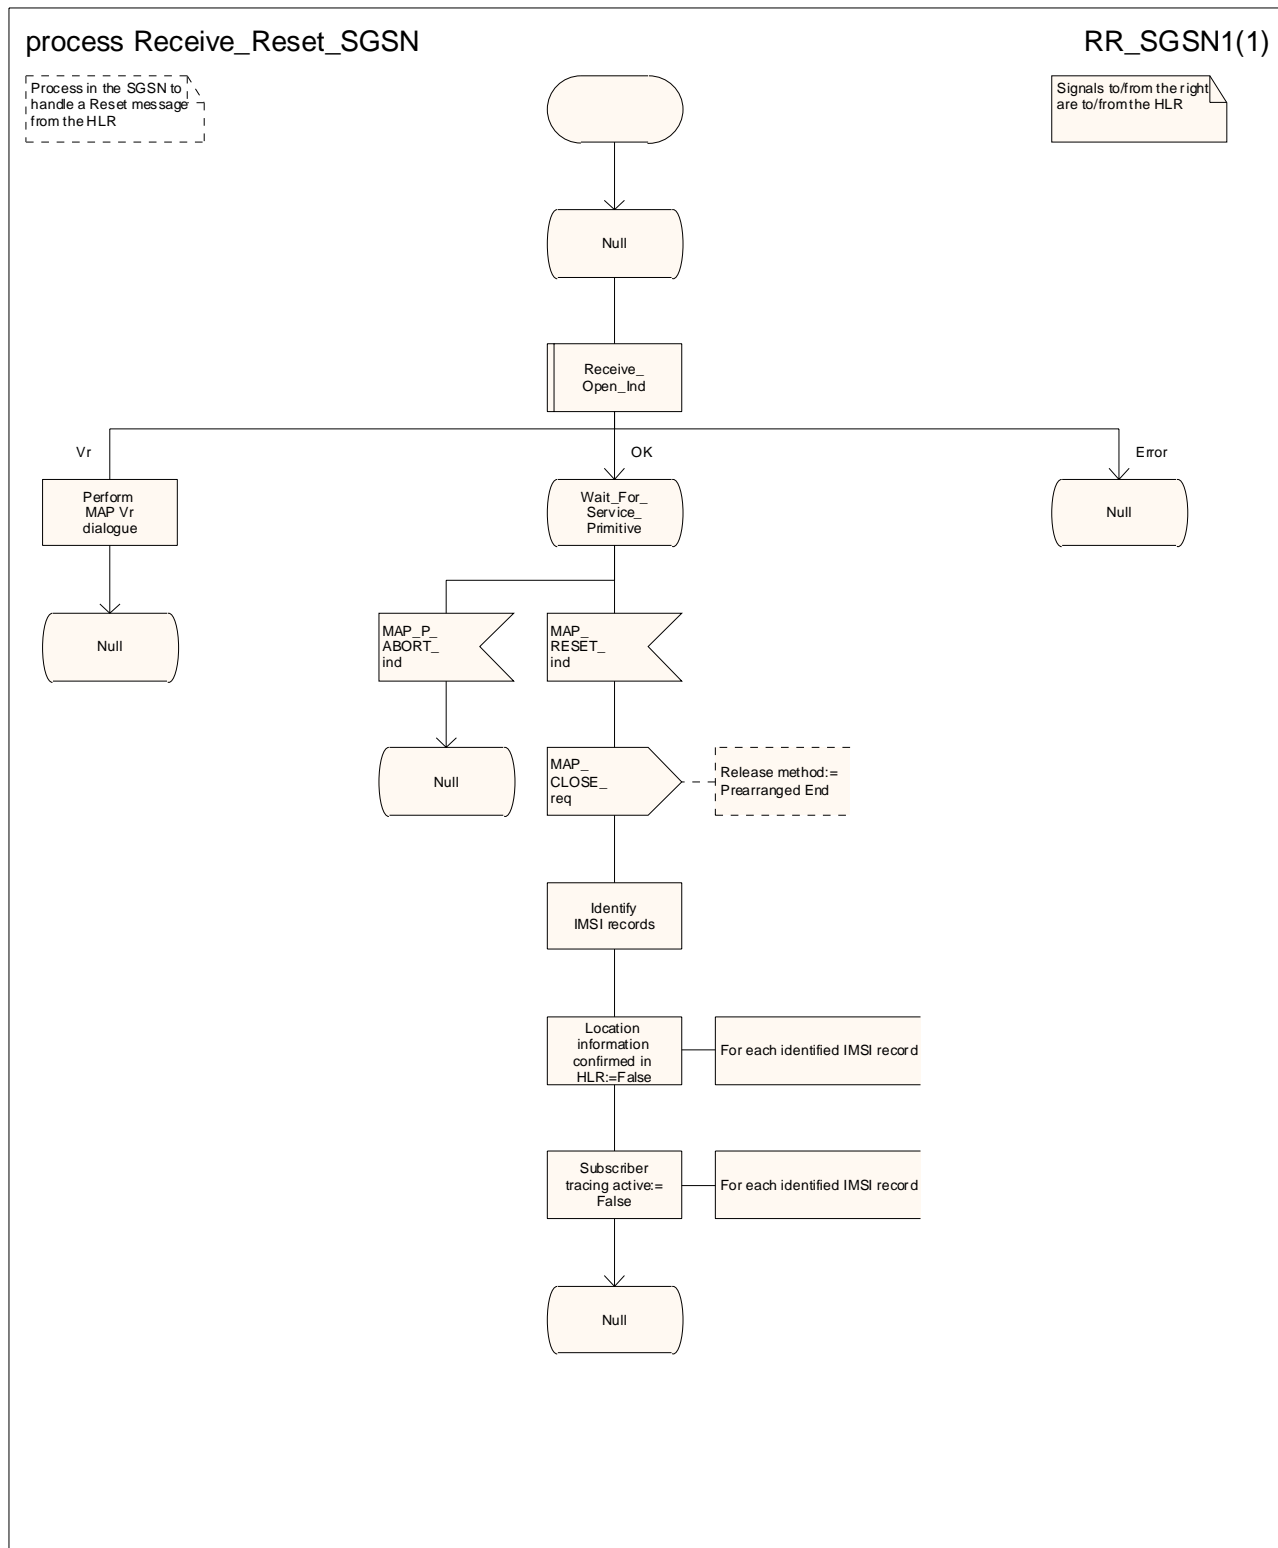 process Receive_Reset_SGSN
RR_SGSN1(1)
Process in the SGSN to
handle a Reset message
from the HLR
Signals to/from the right
are to/from the HLR
Null
Receive_
Open_Ind
Vr
OK
Error
Perform
MAP Vr
dialogue
Wait_For_
Service_
Primitive
Null
Null
MAP_P_
ABORT_
ind
MAP_
RESET_
ind
Null
MAP_
CLOSE_
req
Release method:=
Prearranged End
Identify
IMSI records
Location
information
confirmed in
HLR:=False
For each identified IMSI record
Subscriber
tracing active:=
False
For each identified IMSI record
Null